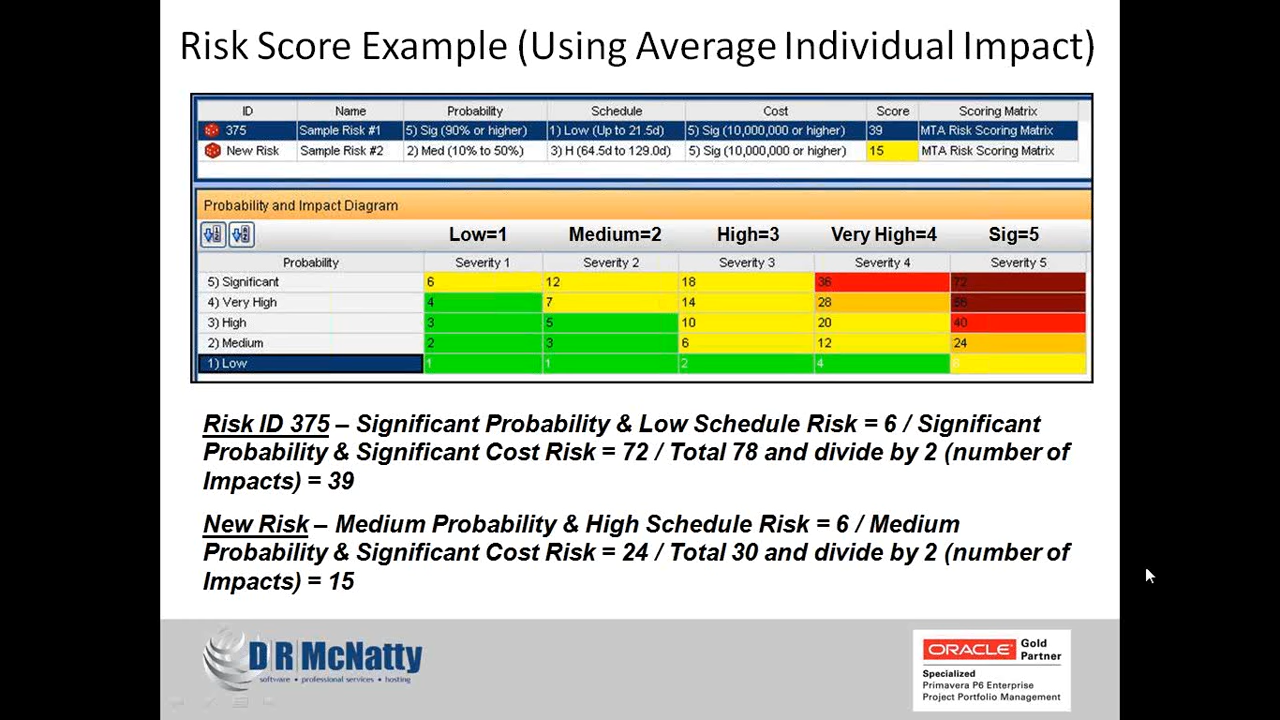 Risk Score Example (Using Average Individual Impact)
ID Name Probability Schedule Cost Score Scoring Matrix
375 Sample Risk #1 5) Sig (90% or higher) 1) Low (Up to 21.5d) 5) Sig (10,000,000 or higher) 39 MTA Risk Scoring Matrix
New Risk Sample Risk #2 2) Med (10% to 50%) 3) H (64.5d to 129.0d) 5) Sig (10,000,000 or higher) 15 MTA Risk Scoring Matrix
Probability and Impact Diagram
Low=1 Medium=2 High=3 Very High=4 Sig=5
Probability Severity 1 Severity 2 Severity 3 Severity 4 Severity 5
5) Significant 6 12 18 36 72
4) Very High 4 7 14 28 56
3) High 3 5 10 20 40
2) Medium 2 3 6 12 24
1) Low 1 1 2 4 8
Risk ID 375 – Significant Probability & Low Schedule Risk = 6 / Significant
Probability & Significant Cost Risk = 72 / Total 78 and divide by 2 (number of
Impacts) = 39
New Risk – Medium Probability & High Schedule Risk = 6 / Medium
Probability & Significant Cost Risk = 24 / Total 30 and divide by 2 (number of
Impacts) = 15
D R McNatty
software • professional services • hosting
ORACLE Gold
Partner
Specialized
Primavera P6 Enterprise
Project Portfolio Management